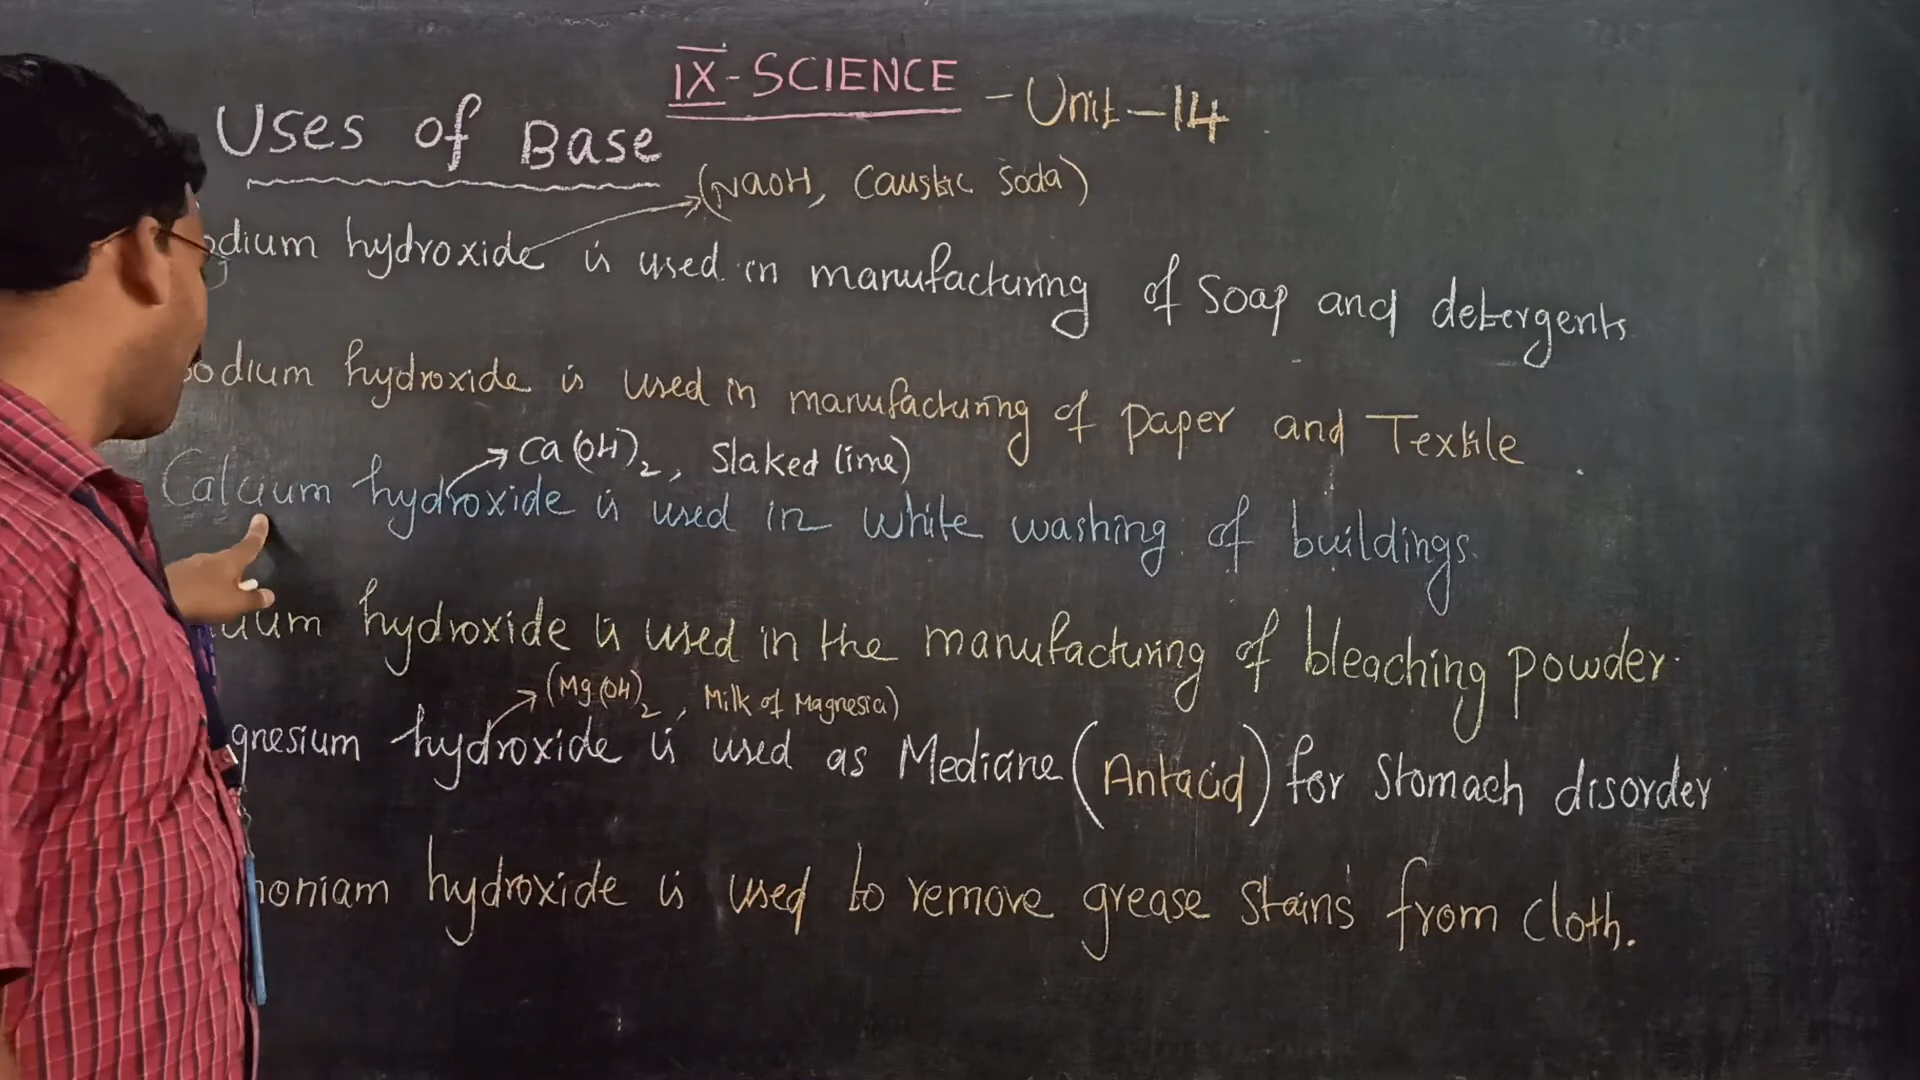 IX-SCIENCE - Unit-14
Uses of Base
(NaOH, Caustic Soda)
odium hydroxide is used in manufacturing of Soap and detergents.
Sodium hydroxide is used in manufacturing of paper and Textile
Ca(OH)2, Slaked lime)
Calcium hydroxide is used in white washing of buildings.
ium hydroxide is used in the manufacturing of bleaching powder.
(Mg(OH)2, Milk of Magnesia)
gnesium hydroxide is used as Medicine (Antacid) for Stomach disorder
moniam hydroxide is used to remove grease stains from cloth.